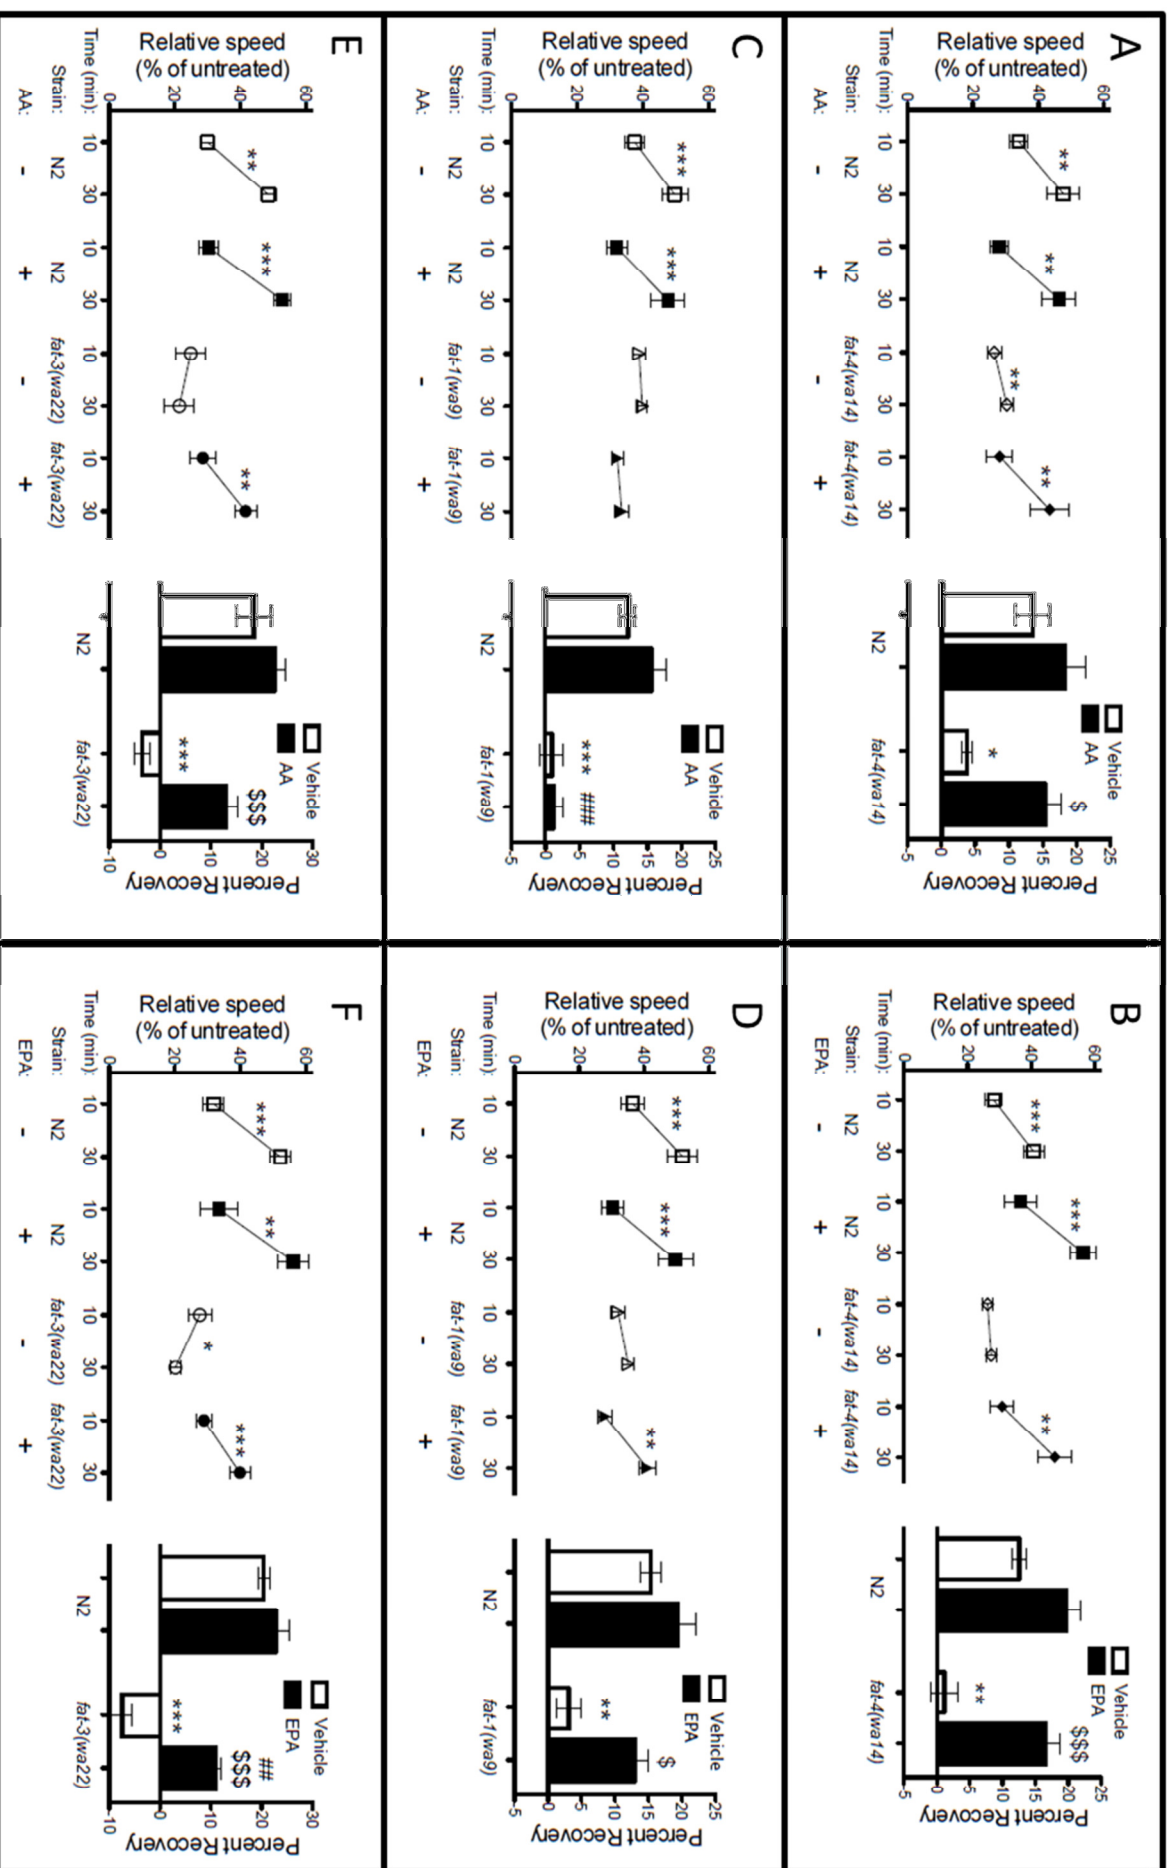 A
Relative speed
(% of untreated)
0 20 40 60
Time (min): 10 30 10 30 10 30 10 30
Strain: N2 N2 fat-4(wa14) fat-4(wa14)
AA: - + - +
** ** ** **
Vehicle
AA
* $
N2 fat-4(wa14)
-5 0 5 10 15 20 25
Percent Recovery
B
Relative speed
(% of untreated)
0 20 40 60
Time (min): 10 30 10 30 10 30 10 30
Strain: N2 N2 fat-4(wa14) fat-4(wa14)
EPA: - + - +
*** *** **
Vehicle
EPA
** $$$
N2 fat-4(wa14)
-5 0 5 10 15 20 25
Percent Recovery
C
Relative speed
(% of untreated)
0 20 40 60
Time (min): 10 30 10 30 10 30 10 30
Strain: N2 N2 fat-1(wa9) fat-1(wa9)
AA: - + - +
*** ***
Vehicle
AA
*** ###
N2 fat-1(wa9)
-5 0 5 10 15 20 25
Percent Recovery
D
Relative speed
(% of untreated)
0 20 40 60
Time (min): 10 30 10 30 10 30 10 30
Strain: N2 N2 fat-1(wa9) fat-1(wa9)
EPA: - + - +
*** *** **
Vehicle
EPA
** $
N2 fat-1(wa9)
-5 0 5 10 15 20 25
Percent Recovery
E
Relative speed
(% of untreated)
0 20 40 60
Time (min): 10 30 10 30 10 30 10 30
Strain: N2 N2 fat-3(wa22) fat-3(wa22)
AA: - + - +
** *** **
Vehicle
AA
*** $$$
N2 fat-3(wa22)
-10 0 10 20 30
Percent Recovery
F
Relative speed
(% of untreated)
0 20 40 60
Time (min): 10 30 10 30 10 30 10 30
Strain: N2 N2 fat-3(wa22) fat-3(wa22)
EPA: - + - +
*** ** * ***
Vehicle
EPA
##
*** $$$
N2 fat-3(wa22)
-10 0 10 20 30
Percent Recovery